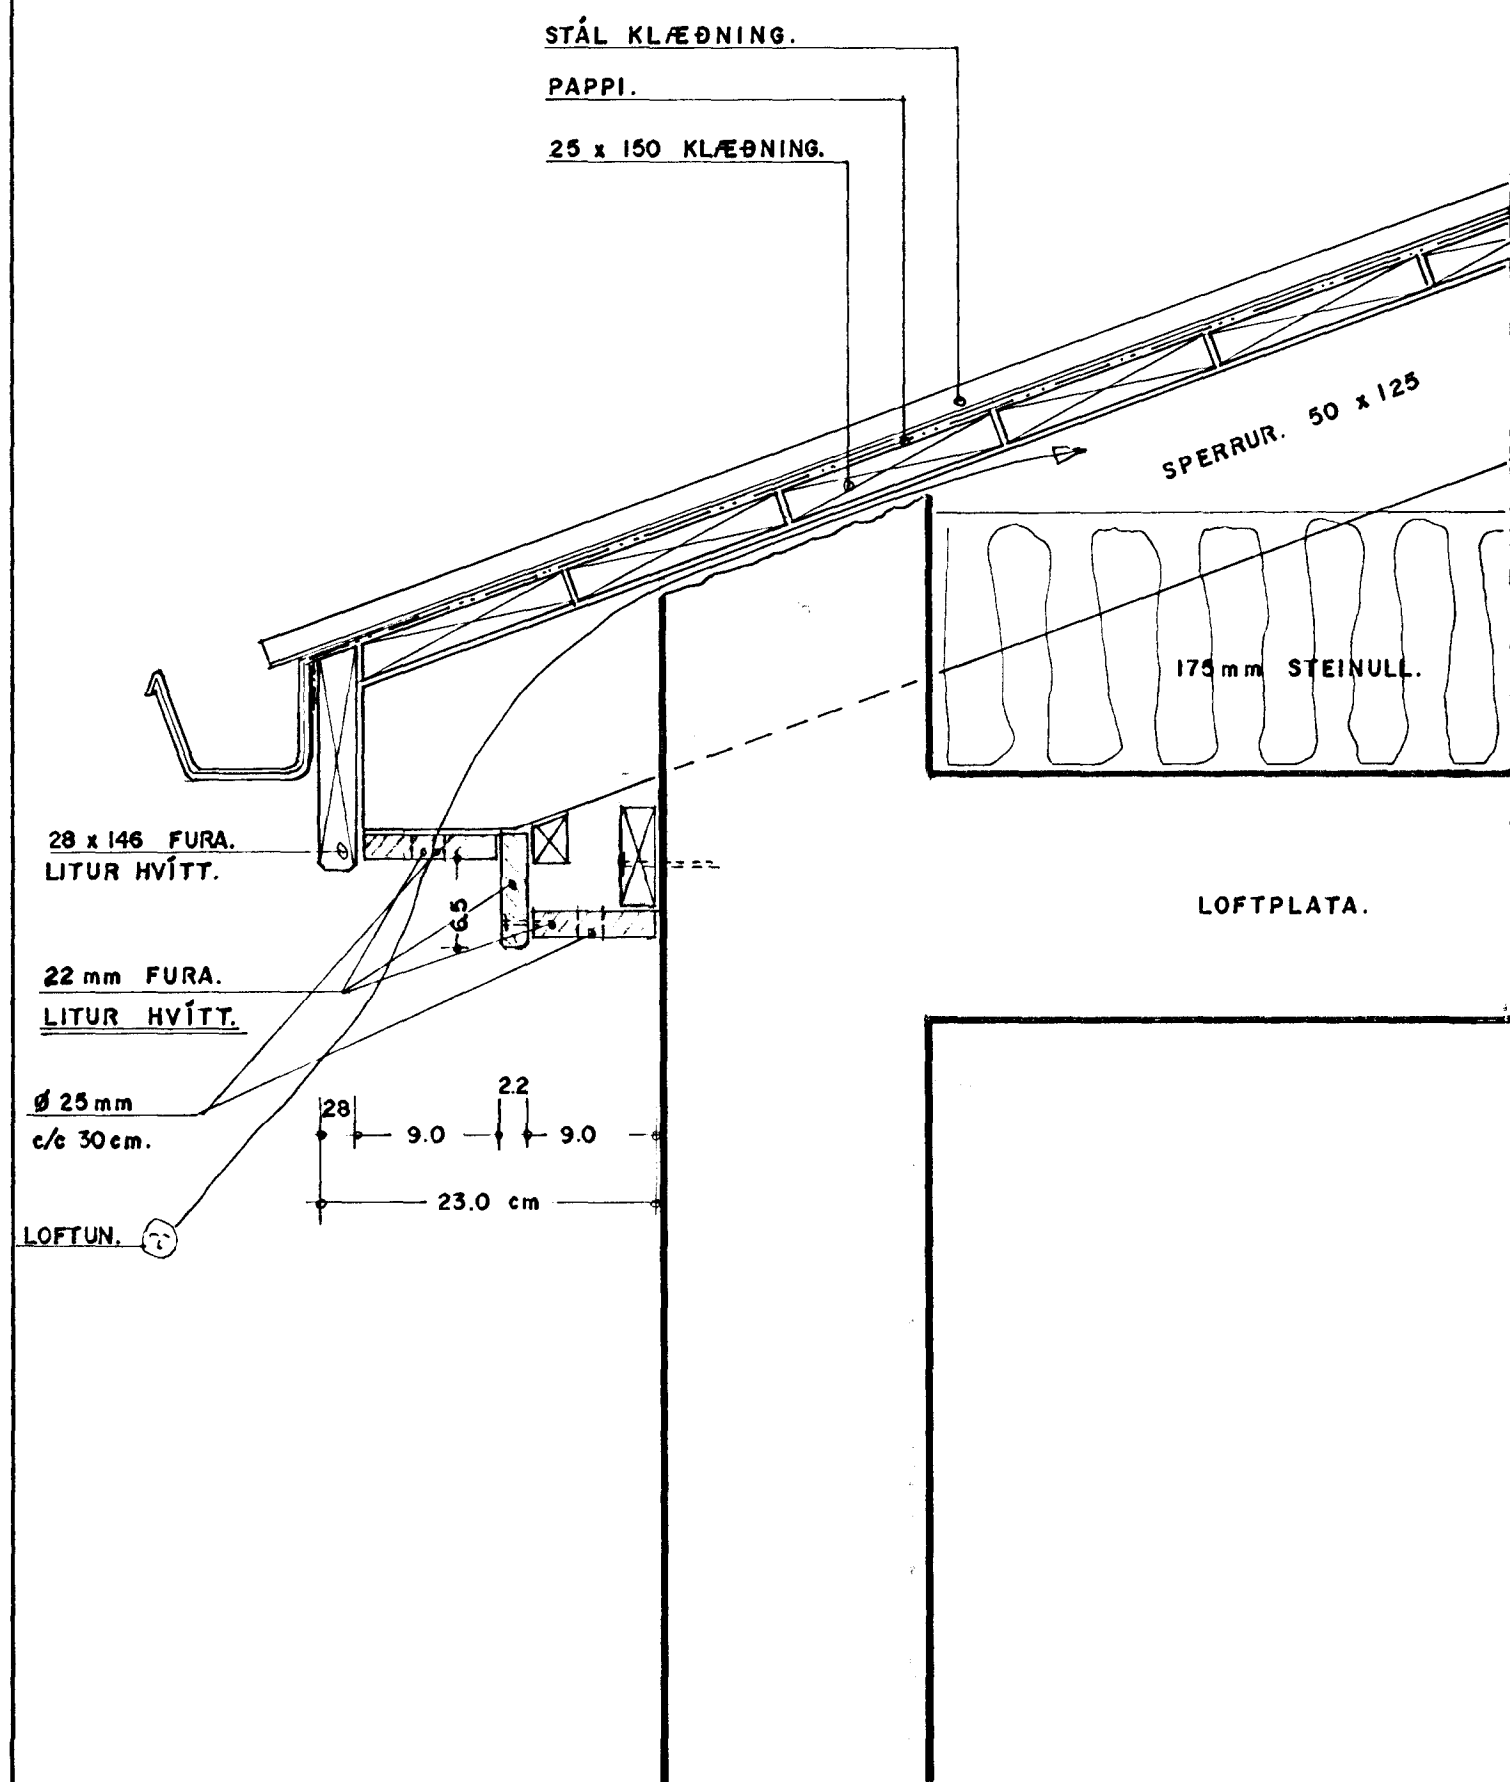 STÁL KLÆÐNING.
PAPPI.
25 x 150 KLÆÐNING.
SPERRUR. 50 x 125
175 mm STEINULL.
28 x 146 FURA.
LITUR HVÍTT.
6.5
LOFTPLATA.
22 mm FURA.
LITUR HVÍTT.
Ø 25 mm
c/c 30 cm.
28
2.2
9.0
9.0
23.0 cm
LOFTUN.